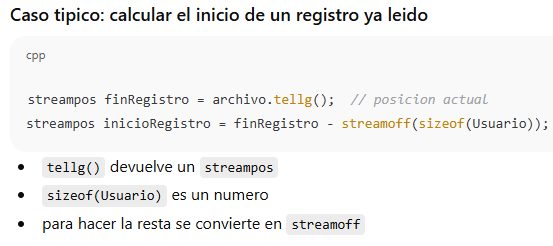 Caso tipico: calcular el inicio de un registro ya leido
cpp
streampos finRegistro = archivo.tellg();  // posicion actual
streampos inicioRegistro = finRegistro - streamoff(sizeof(Usuario));
• tellg() devuelve un streampos
• sizeof(Usuario) es un numero
• para hacer la resta se convierte en streamoff